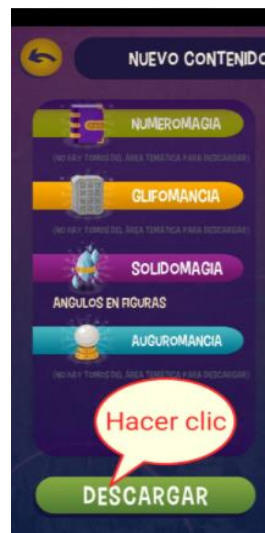 NUEVO CONTENIDO
NUMEROMAGIA
(NO HAY TOMOS DEL ÁREA TEMÁTICA PARA DESCARGAR)
GLIFOMANCIA
(NO HAY TOMOS DEL ÁREA TEMÁTICA PARA DESCARGAR)
SOLIDOMAGIA
ANGULOS EN FIGURAS
AUGUROMANCIA
(NO HAY TOMOS DEL ÁREA TEMÁTICA PARA DESCARGAR)
Hacer clic
DESCARGAR